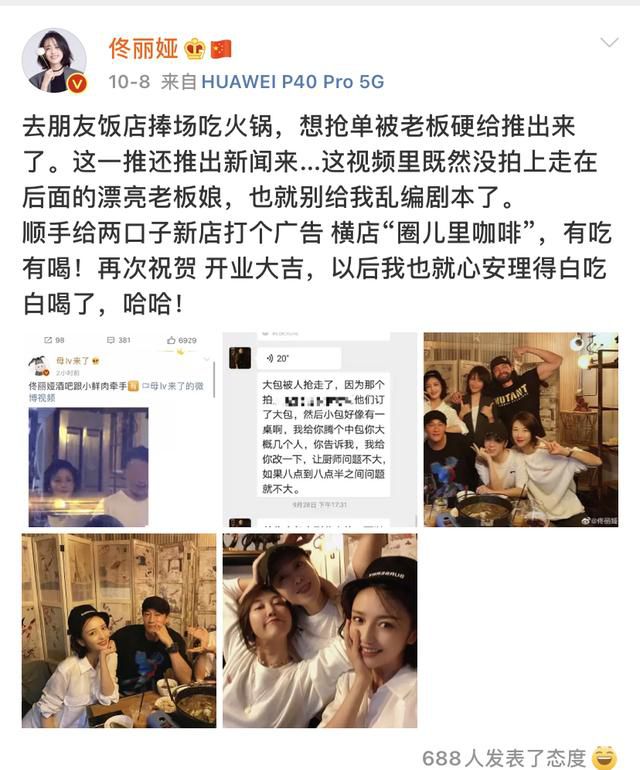 佟丽娅
10-8 来自 HUAWEI P40 Pro 5G
去朋友饭店捧场吃火锅，想抢单被老板硬给推出来
了。这一推还推出新闻来...这视频里既然没拍上走在
后面的漂亮老板娘，也就别给我乱编剧本了。
顺手给两口子新店打个广告 横店“圈儿里咖啡”，有吃
有喝！再次祝贺 开业大吉，以后我也就心安理得白吃
白喝了，哈哈！
98 381 6929
母lv来了
2小时前
佟丽娅酒吧跟小鲜肉牵手 母lv来了的微
博视频
20"
大包被人抢走了，因为那个
拍 他们订
了大包，然后小包好像有一
桌啊，我给你腾个中包你大
概几个人，你告诉我，我给
你改一下，让厨师问题不大，
如果八点到八点半之间问题
就不大。
9月28日 下午17:31
MUTANT
@佟丽娅
688人发表了态度